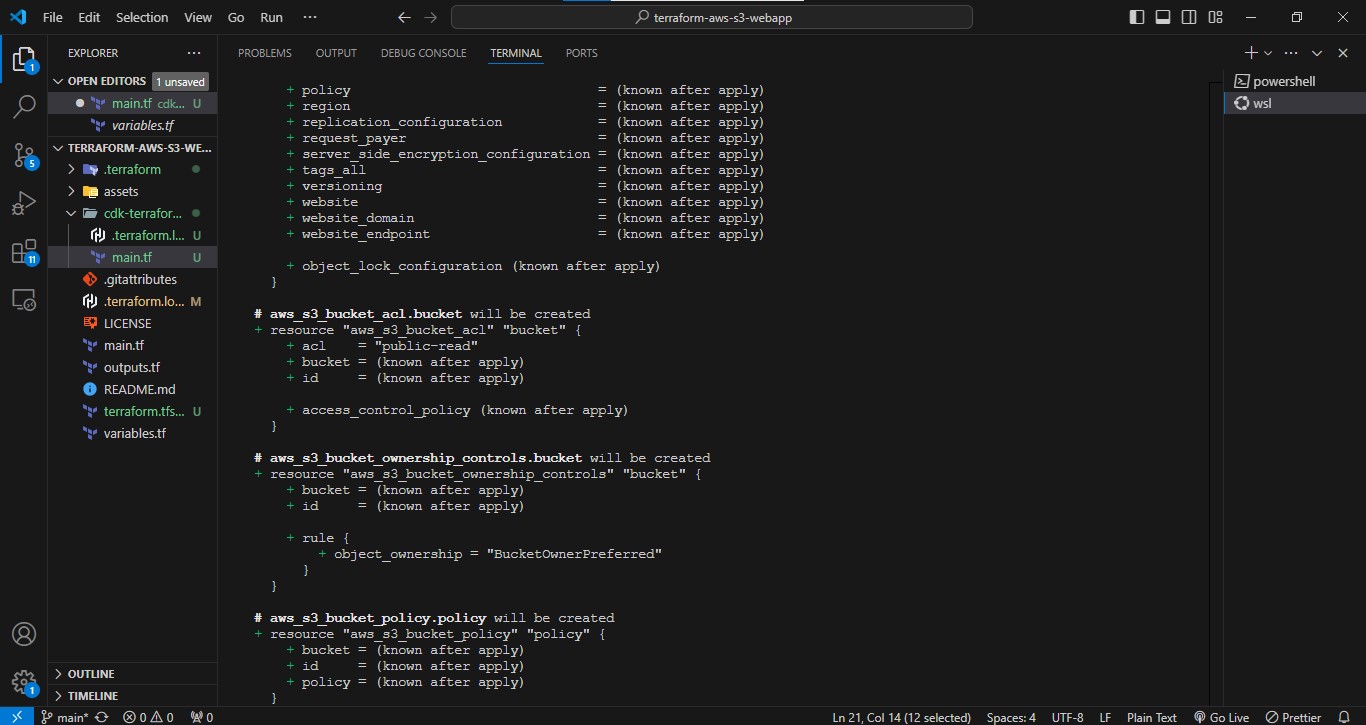 File Edit Selection View Go Run ··· terraform-aws-s3-webapp
EXPLORER ···
OPEN EDITORS 1 unsaved
main.tf cdk... U
variables.tf
TERRAFORM-AWS-S3-WE...
.terraform
assets
cdk-terrafor...
.terraform.l... U
main.tf U
.gitattributes
.terraform.lo... M
LICENSE
main.tf
outputs.tf
README.md
terraform.tfs... U
variables.tf
OUTLINE
TIMELINE
1
5
11
1
PROBLEMS OUTPUT DEBUG CONSOLE TERMINAL PORTS
+ policy = (known after apply)
+ region = (known after apply)
+ replication_configuration = (known after apply)
+ request_payer = (known after apply)
+ server_side_encryption_configuration = (known after apply)
+ tags_all = (known after apply)
+ versioning = (known after apply)
+ website = (known after apply)
+ website_domain = (known after apply)
+ website_endpoint = (known after apply)
+ object_lock_configuration (known after apply)
}
# aws_s3_bucket_acl.bucket will be created
+ resource "aws_s3_bucket_acl" "bucket" {
+ acl = "public-read"
+ bucket = (known after apply)
+ id = (known after apply)
+ access_control_policy (known after apply)
}
# aws_s3_bucket_ownership_controls.bucket will be created
+ resource "aws_s3_bucket_ownership_controls" "bucket" {
+ bucket = (known after apply)
+ id = (known after apply)
+ rule {
+ object_ownership = "BucketOwnerPreferred"
}
}
# aws_s3_bucket_policy.policy will be created
+ resource "aws_s3_bucket_policy" "policy" {
+ bucket = (known after apply)
+ id = (known after apply)
+ policy = (known after apply)
}
powershell
wsl
main* 0 0 0 Ln 21, Col 14 (12 selected) Spaces: 4 UTF-8 LF Plain Text Go Live Prettier